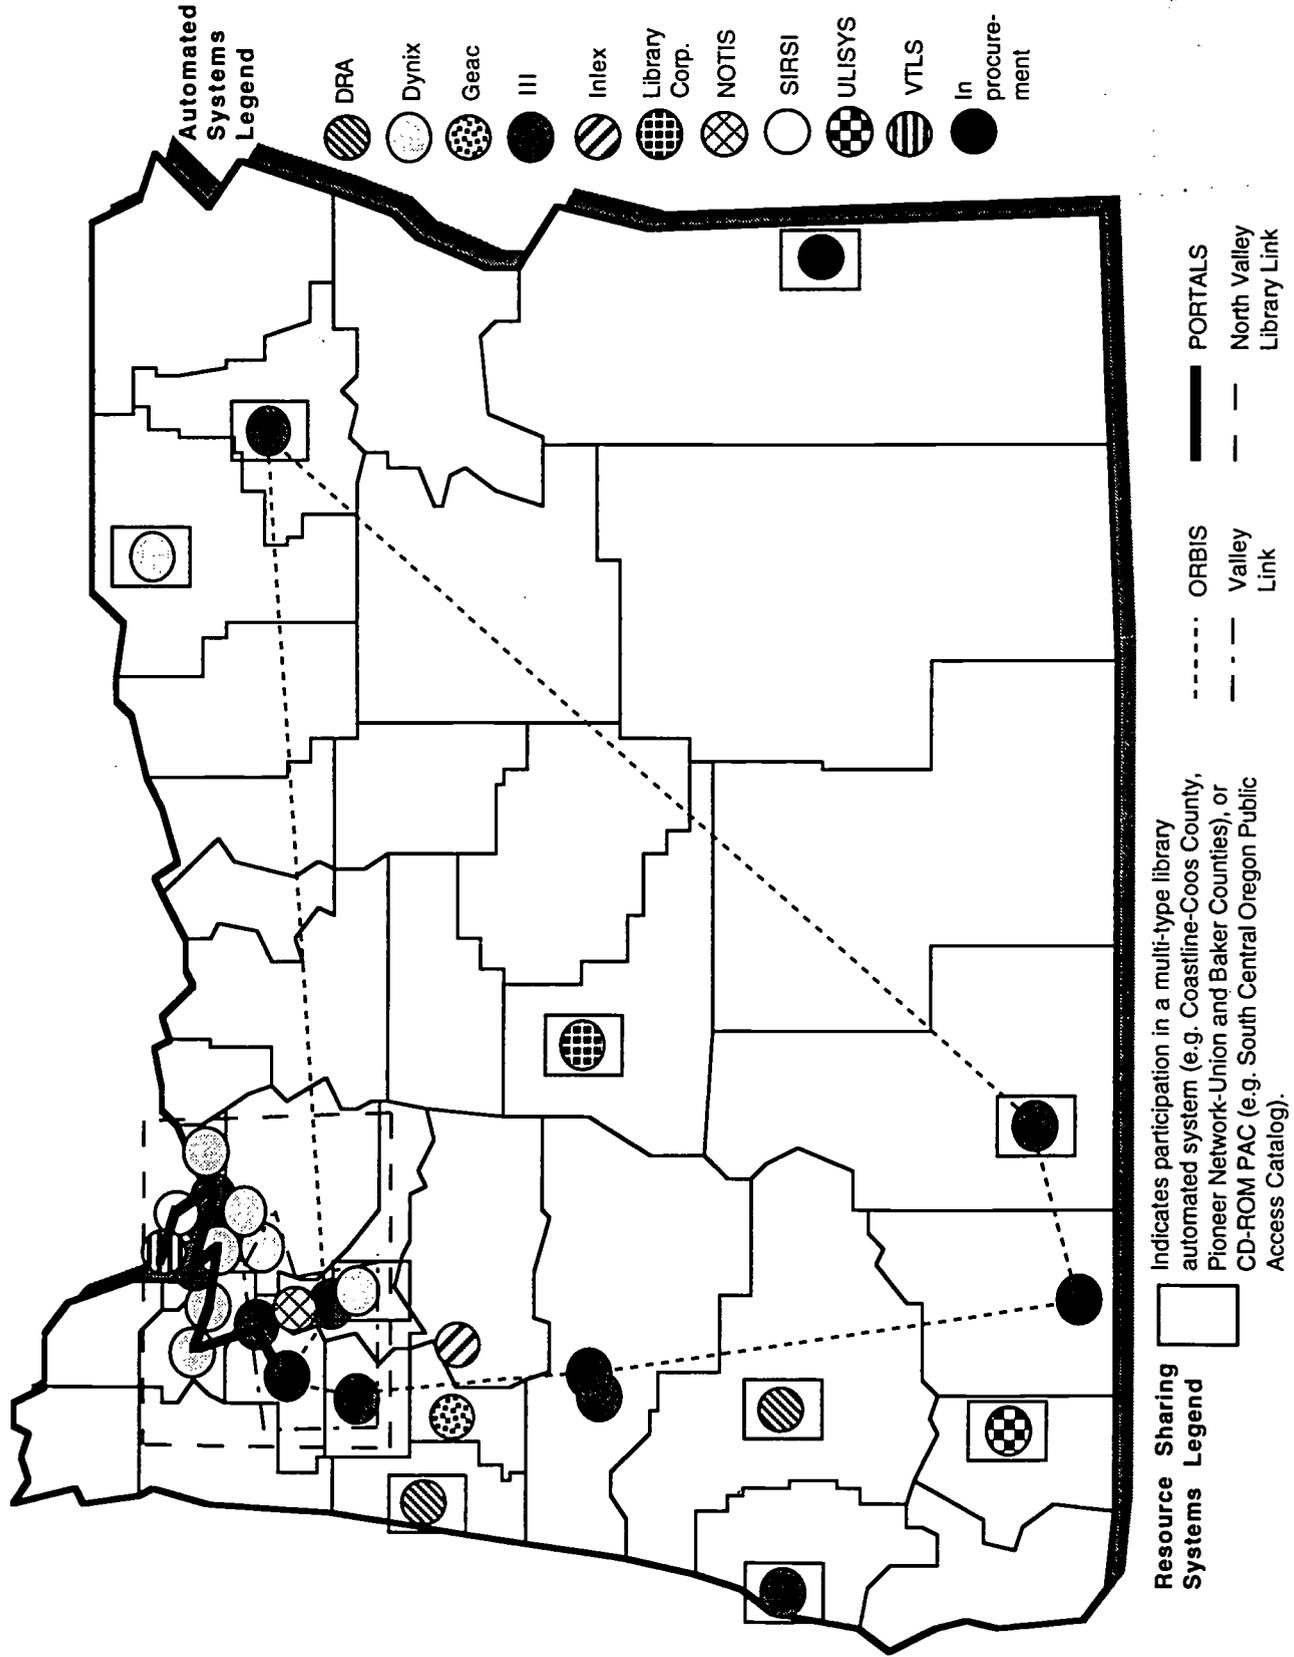 Automated
Systems
Legend
DRA
Dynix
Geac
III
Inlex
Library
Corp.
NOTIS
SIRSI
ULISYS
VTLS
In
procure-
ment
Resource Sharing
Systems Legend
Indicates participation in a multi-type library
automated system (e.g. Coastline-Coos County,
Pioneer Network-Union and Baker Counties), or
CD-ROM PAC (e.g. South Central Oregon Public
Access Catalog).
ORBIS
Valley
Link
PORTALS
North Valley
Library Link